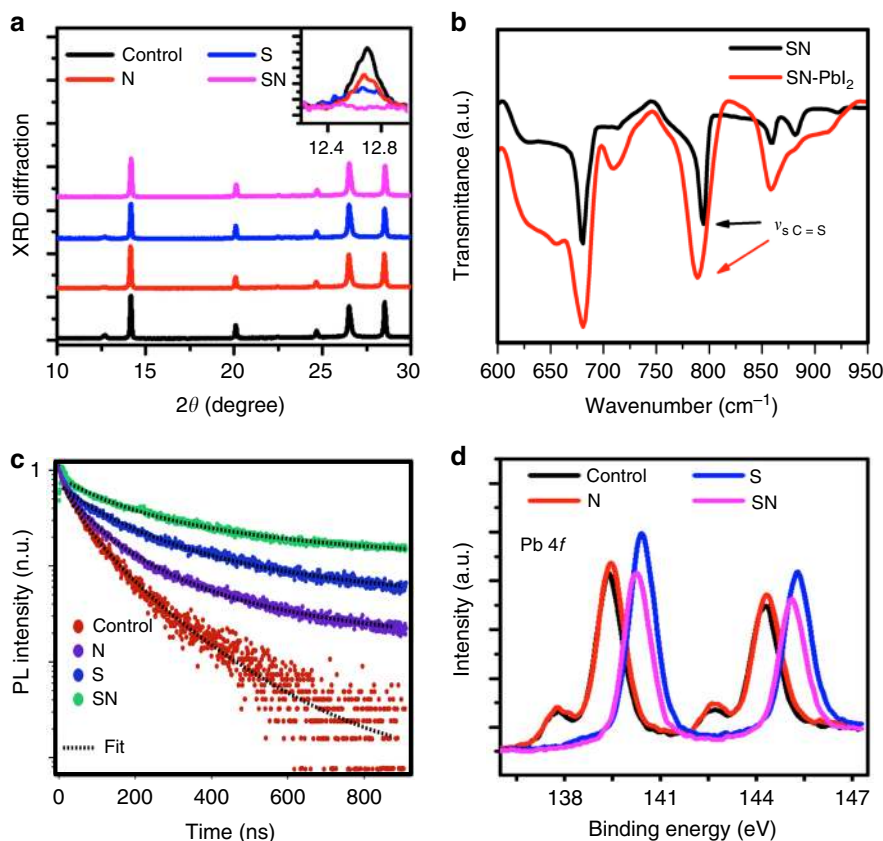 a
Control
N
S
SN
12.4 12.8
XRD diffraction
10 15 20 25 30
2θ (degree)
b
SN
SN-PbI₂
νs C = S
Transmittance (a.u.)
600 650 700 750 800 850 900 950
Wavenumber (cm⁻¹)
c
1
PL intensity (n.u.)
Control
N
S
SN
Fit
0 200 400 600 800
Time (ns)
d
Control
N
S
SN
Pb 4f
Intensity (a.u.)
138 141 144 147
Binding energy (eV)